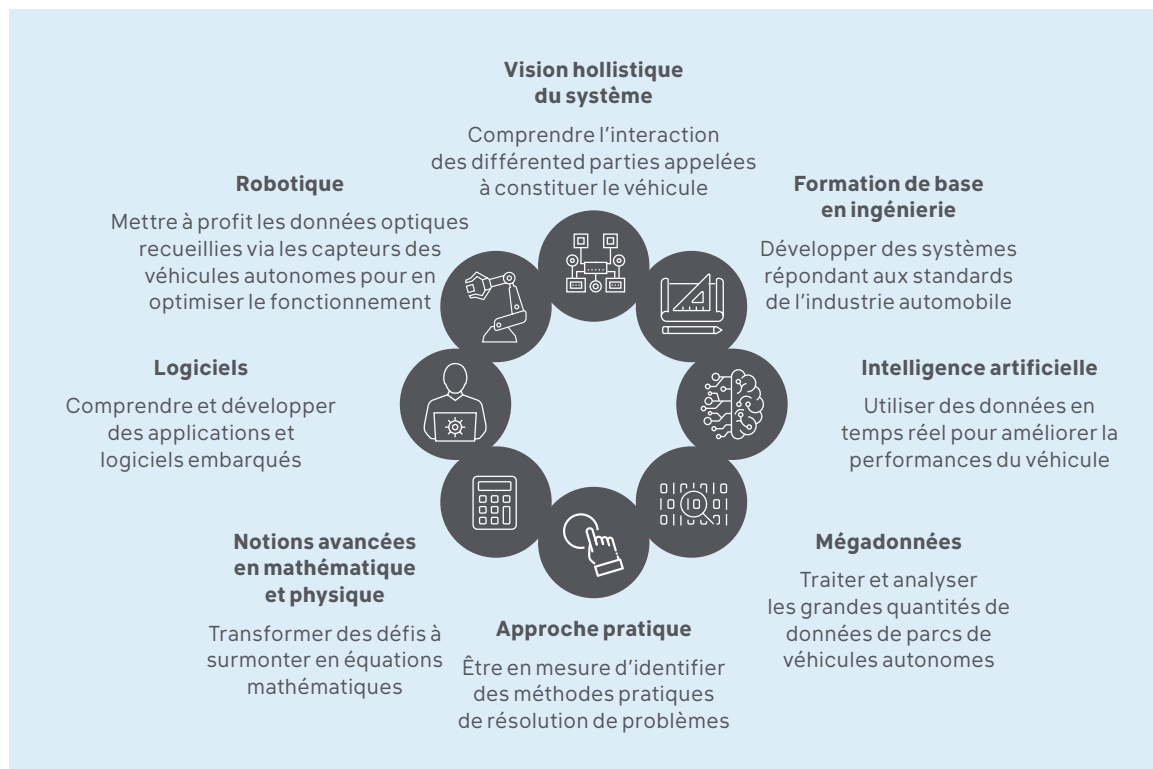 Vision hollistique
du système
Comprendre l'interaction
des différented parties appelées
à constituer le véhicule
Formation de base
en ingénierie
Développer des systèmes
répondant aux standards
de l'industrie automobile
Intelligence artificielle
Utiliser des données en
temps réel pour améliorer la
performances du véhicule
Mégadonnées
Traiter et analyser
les grandes quantités de
données de parcs de
véhicules autonomes
Approche pratique
Être en mesure d'identifier
des méthodes pratiques
de résolution de problèmes
Notions avancées
en mathématique
et physique
Transformer des défis à
surmonter en équations
mathématiques
Logiciels
Comprendre et développer
des applications et
logiciels embarqués
Robotique
Mettre à profit les données optiques
recueillies via les capteurs des
véhicules autonomes pour en
optimiser le fonctionnement